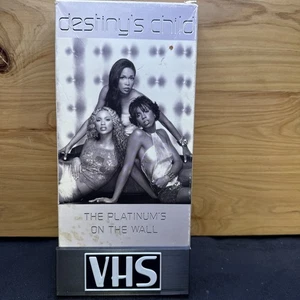 destiny's child
THE PLATINUM'S
ON THE WALL
VHS